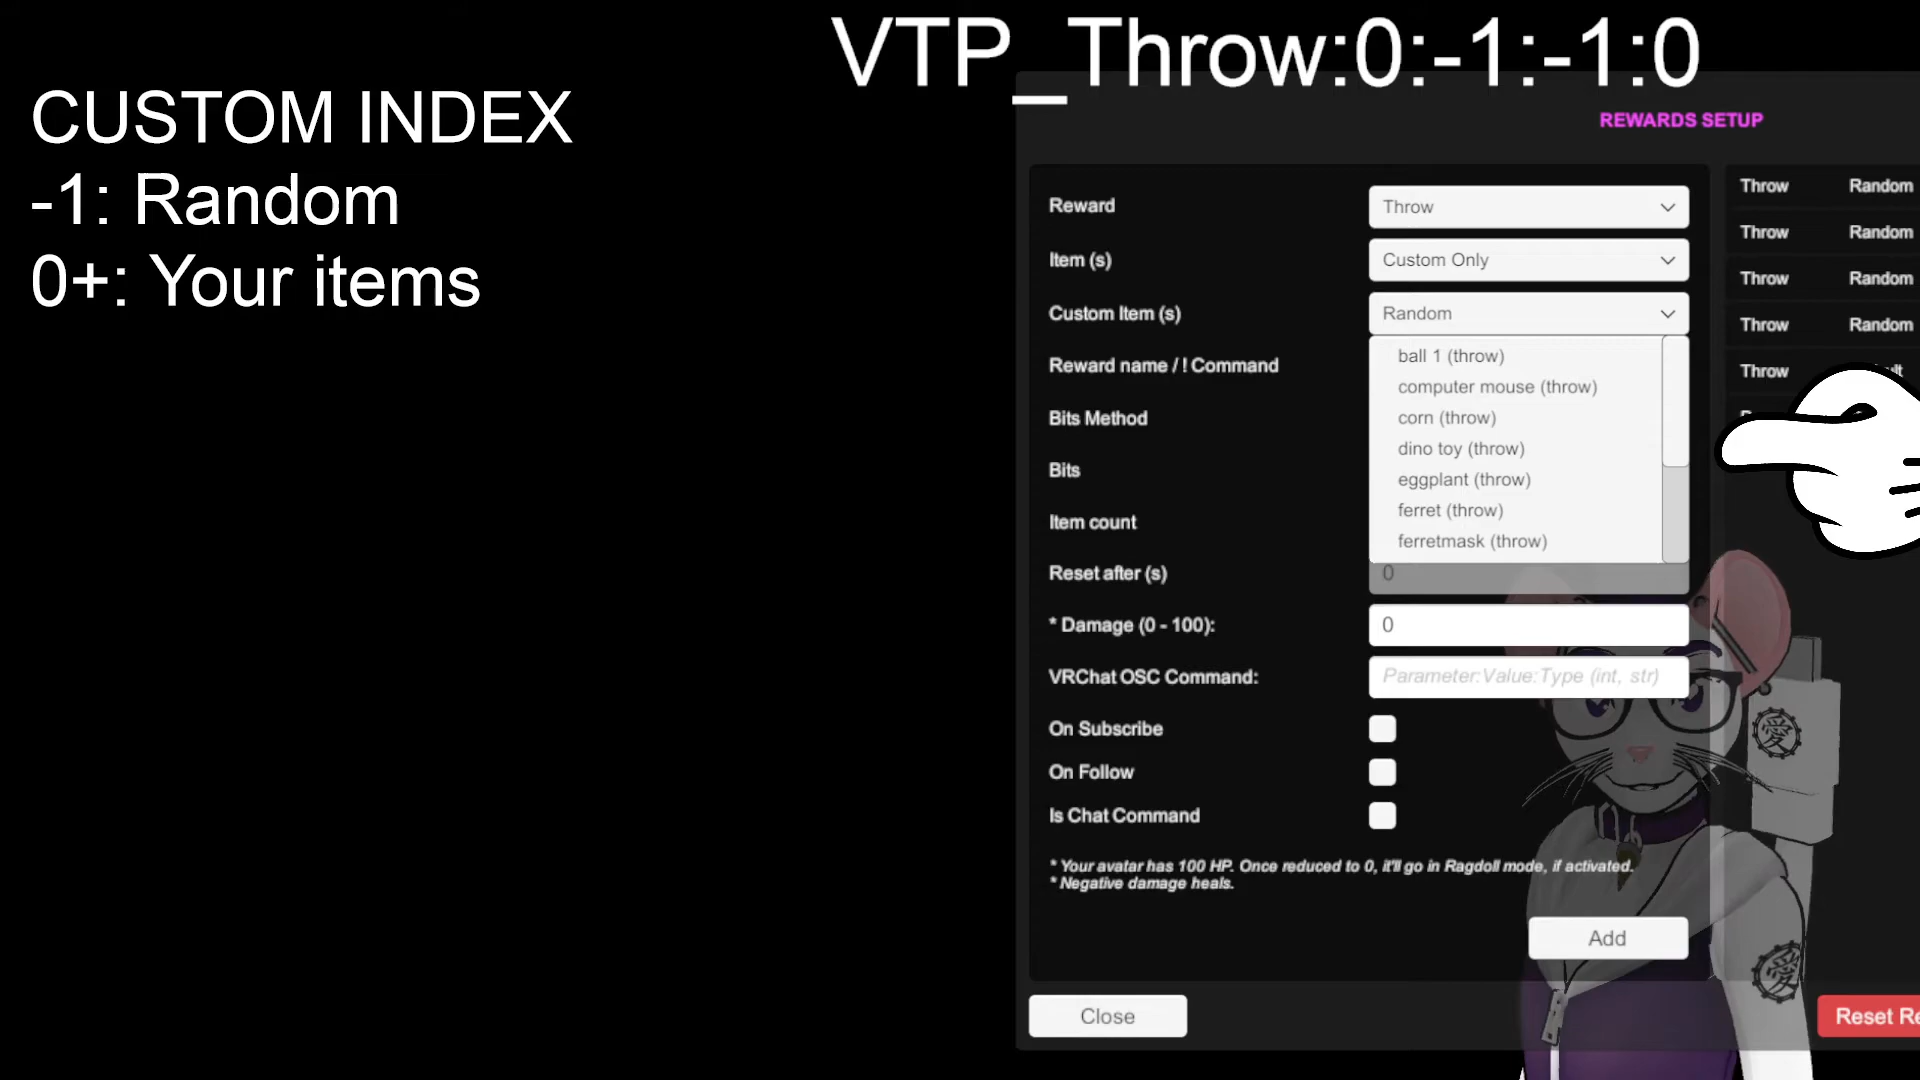 VTP_Throw:0:-1:-1:0
CUSTOM INDEX
-1: Random
0+: Your items
REWARDS SETUP
Reward
Throw
Item (s)
Custom Only
Custom Item (s)
Random
ball 1 (throw)
computer mouse (throw)
corn (throw)
dino toy (throw)
eggplant (throw)
ferret (throw)
ferretmask (throw)
Reward name / ! Command
Bits Method
Bits
Item count
Reset after (s)
0
* Damage (0 - 100):
0
VRChat OSC Command:
Parameter:Value:Type (int, str)
On Subscribe
On Follow
Is Chat Command
* Your avatar has 100 HP. Once reduced to 0, it'll go in Ragdoll mode, if activated.
* Negative damage heals.
Add
Close
Throw Random
Throw Random
Throw Random
Throw Random
Throw
Reset Re
愛
愛